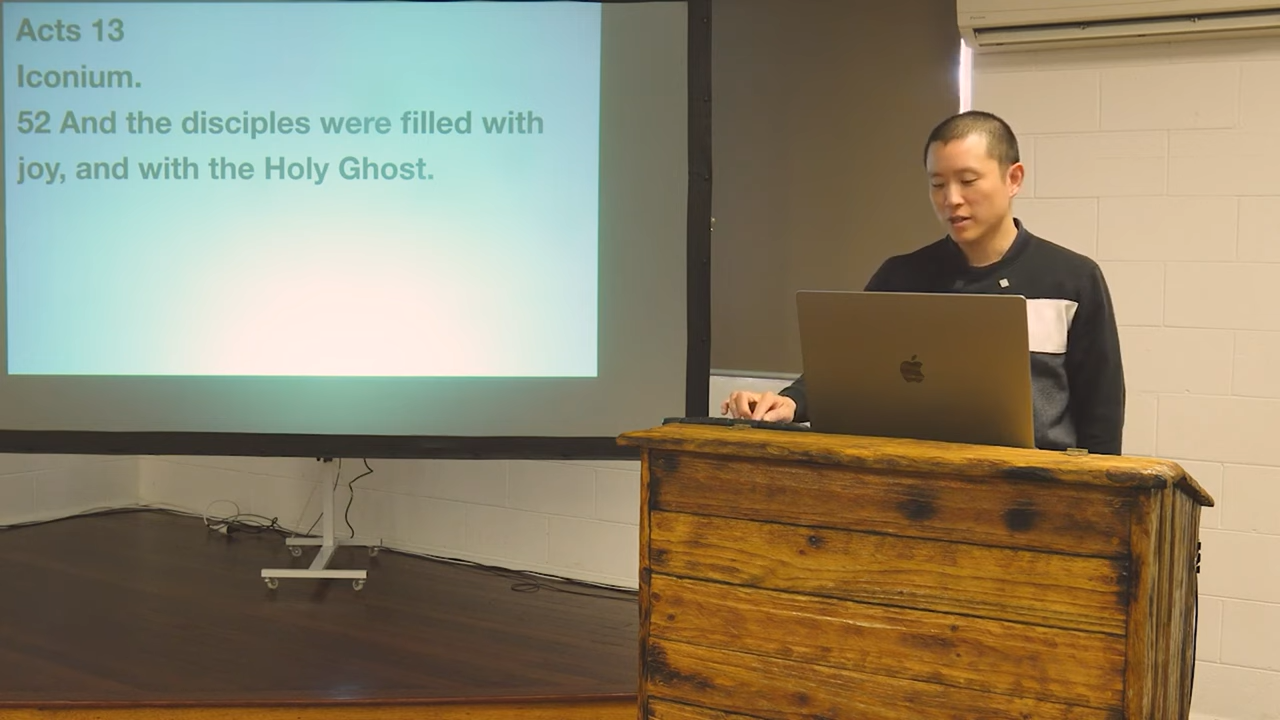 Acts 13
Iconium.
52 And the disciples were filled with
joy, and with the Holy Ghost.